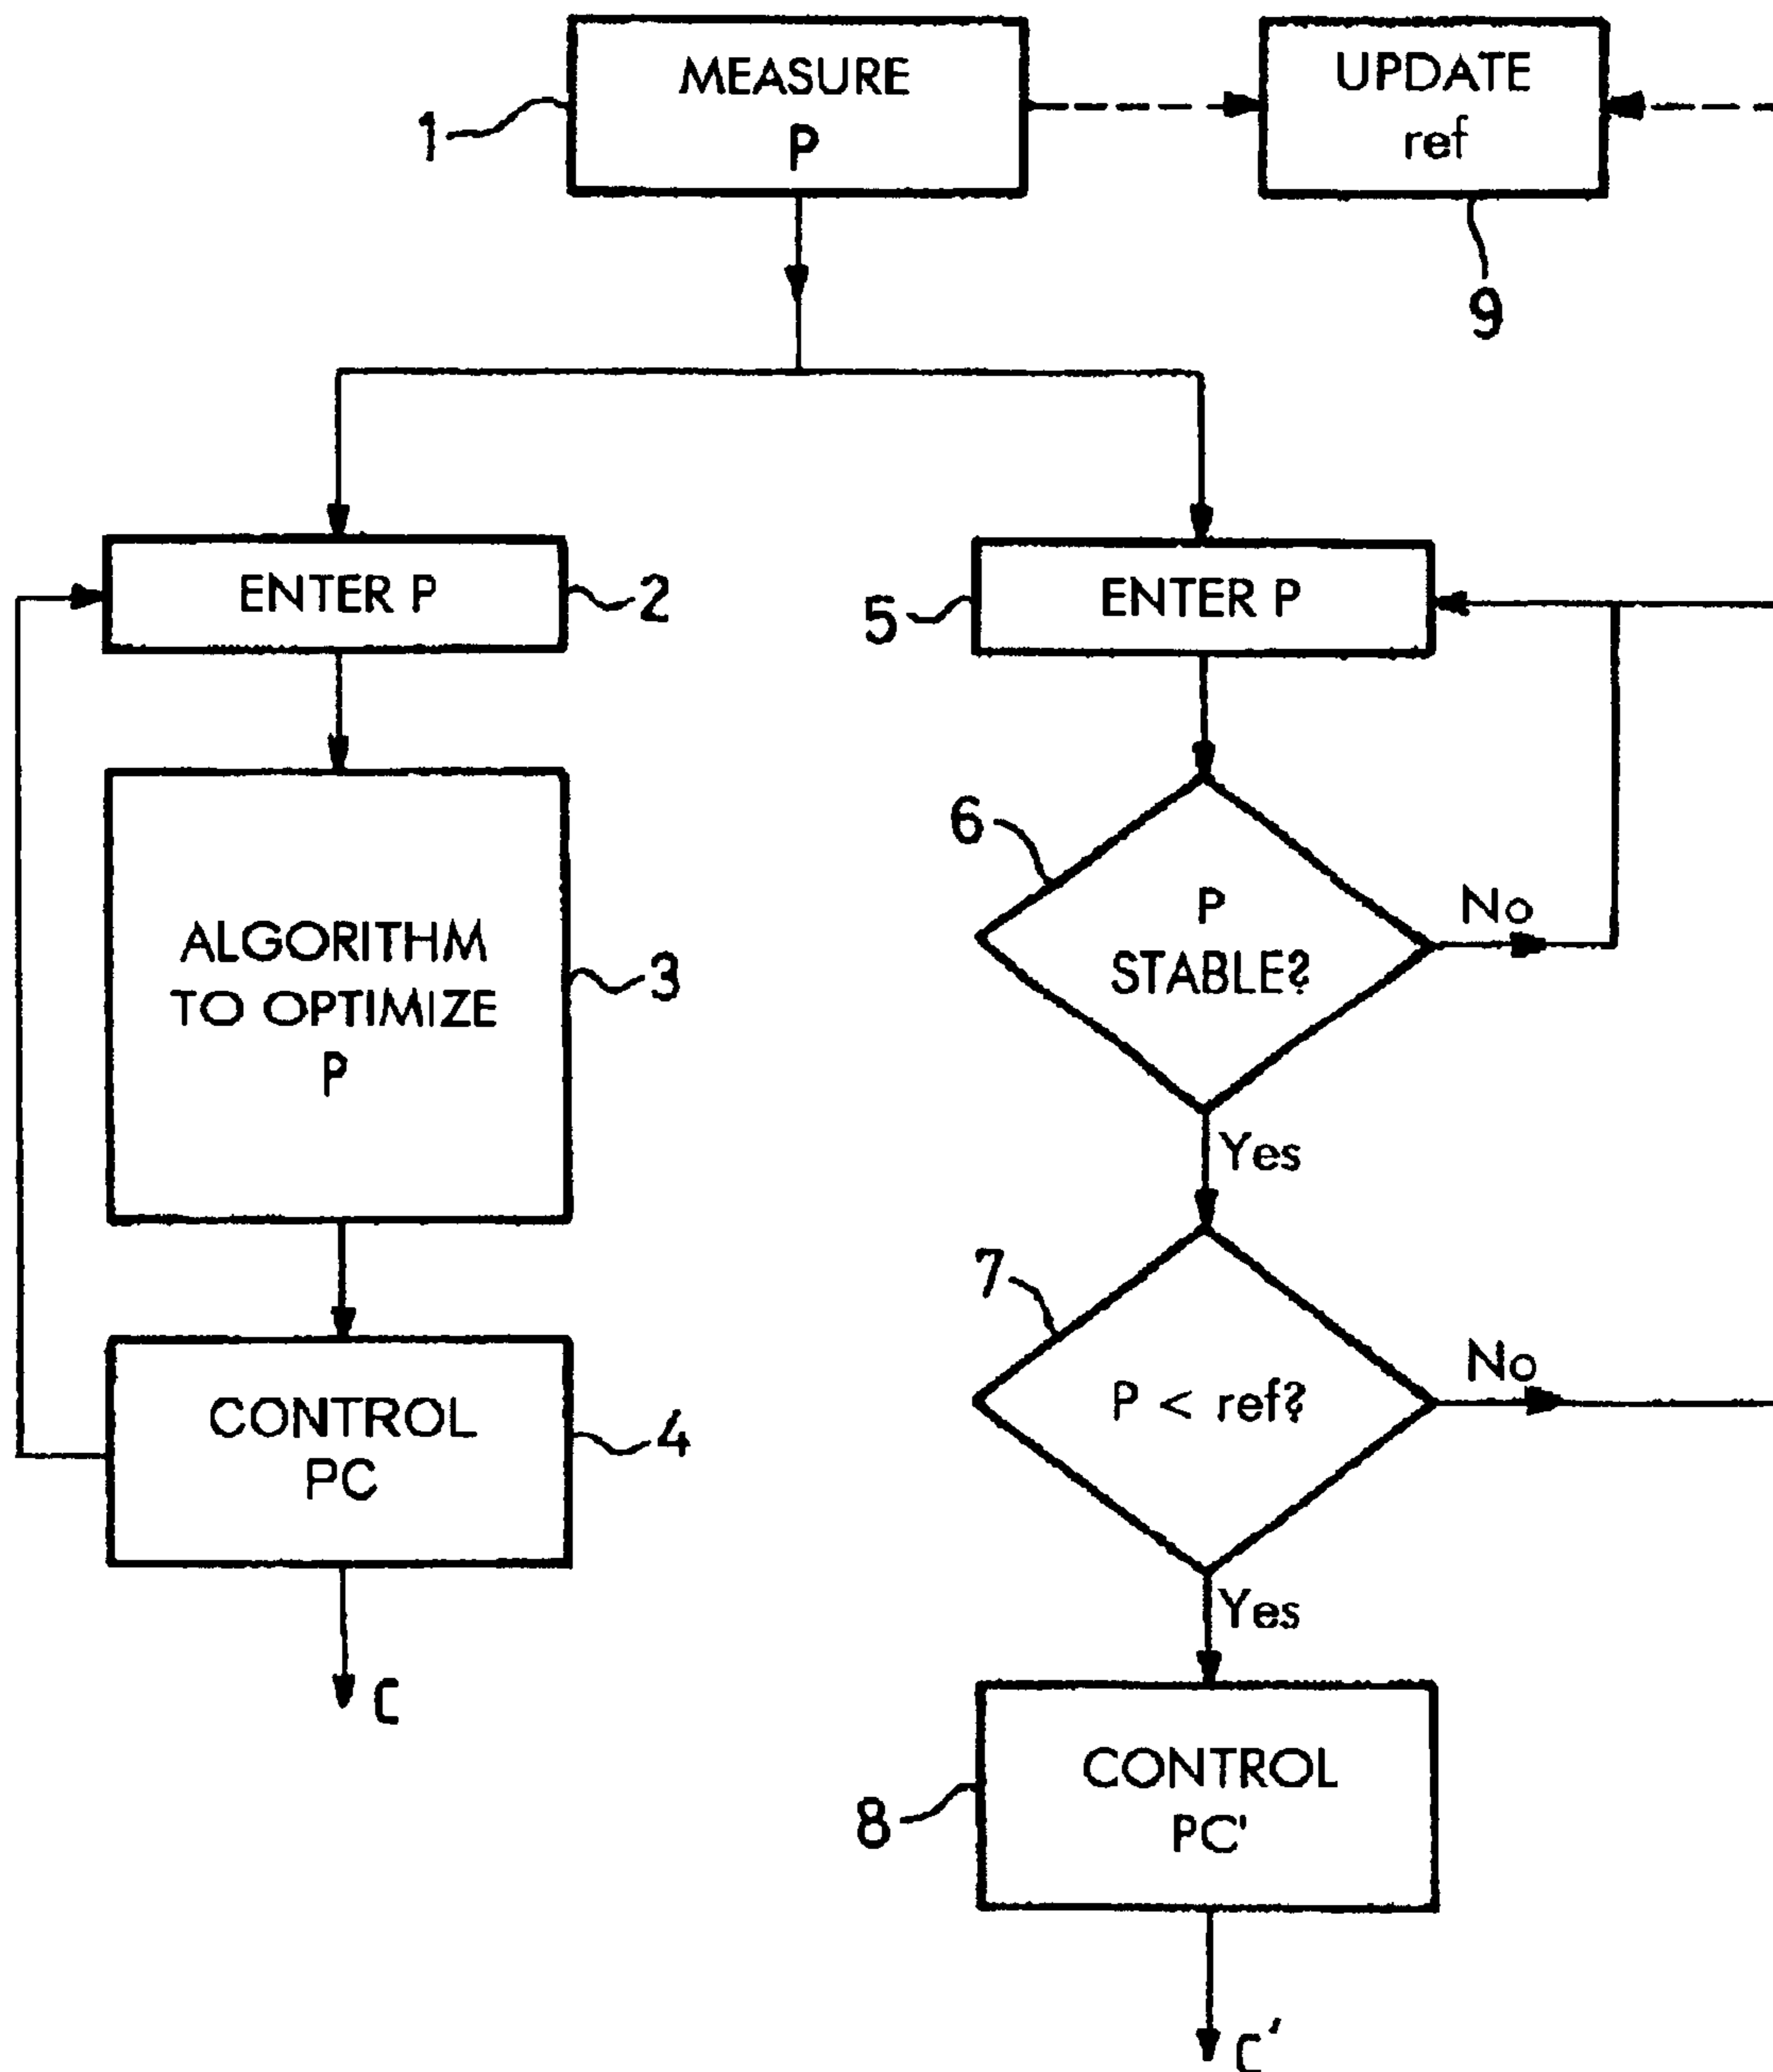 MEASURE
P
1
UPDATE
ref
9
ENTER P
2
ALGORITHM
TO OPTIMIZE
P
3
CONTROL
PC
4
C
ENTER P
5
6
P
STABLE?
No
Yes
7
P < ref?
No
Yes
CONTROL
PC'
8
C'